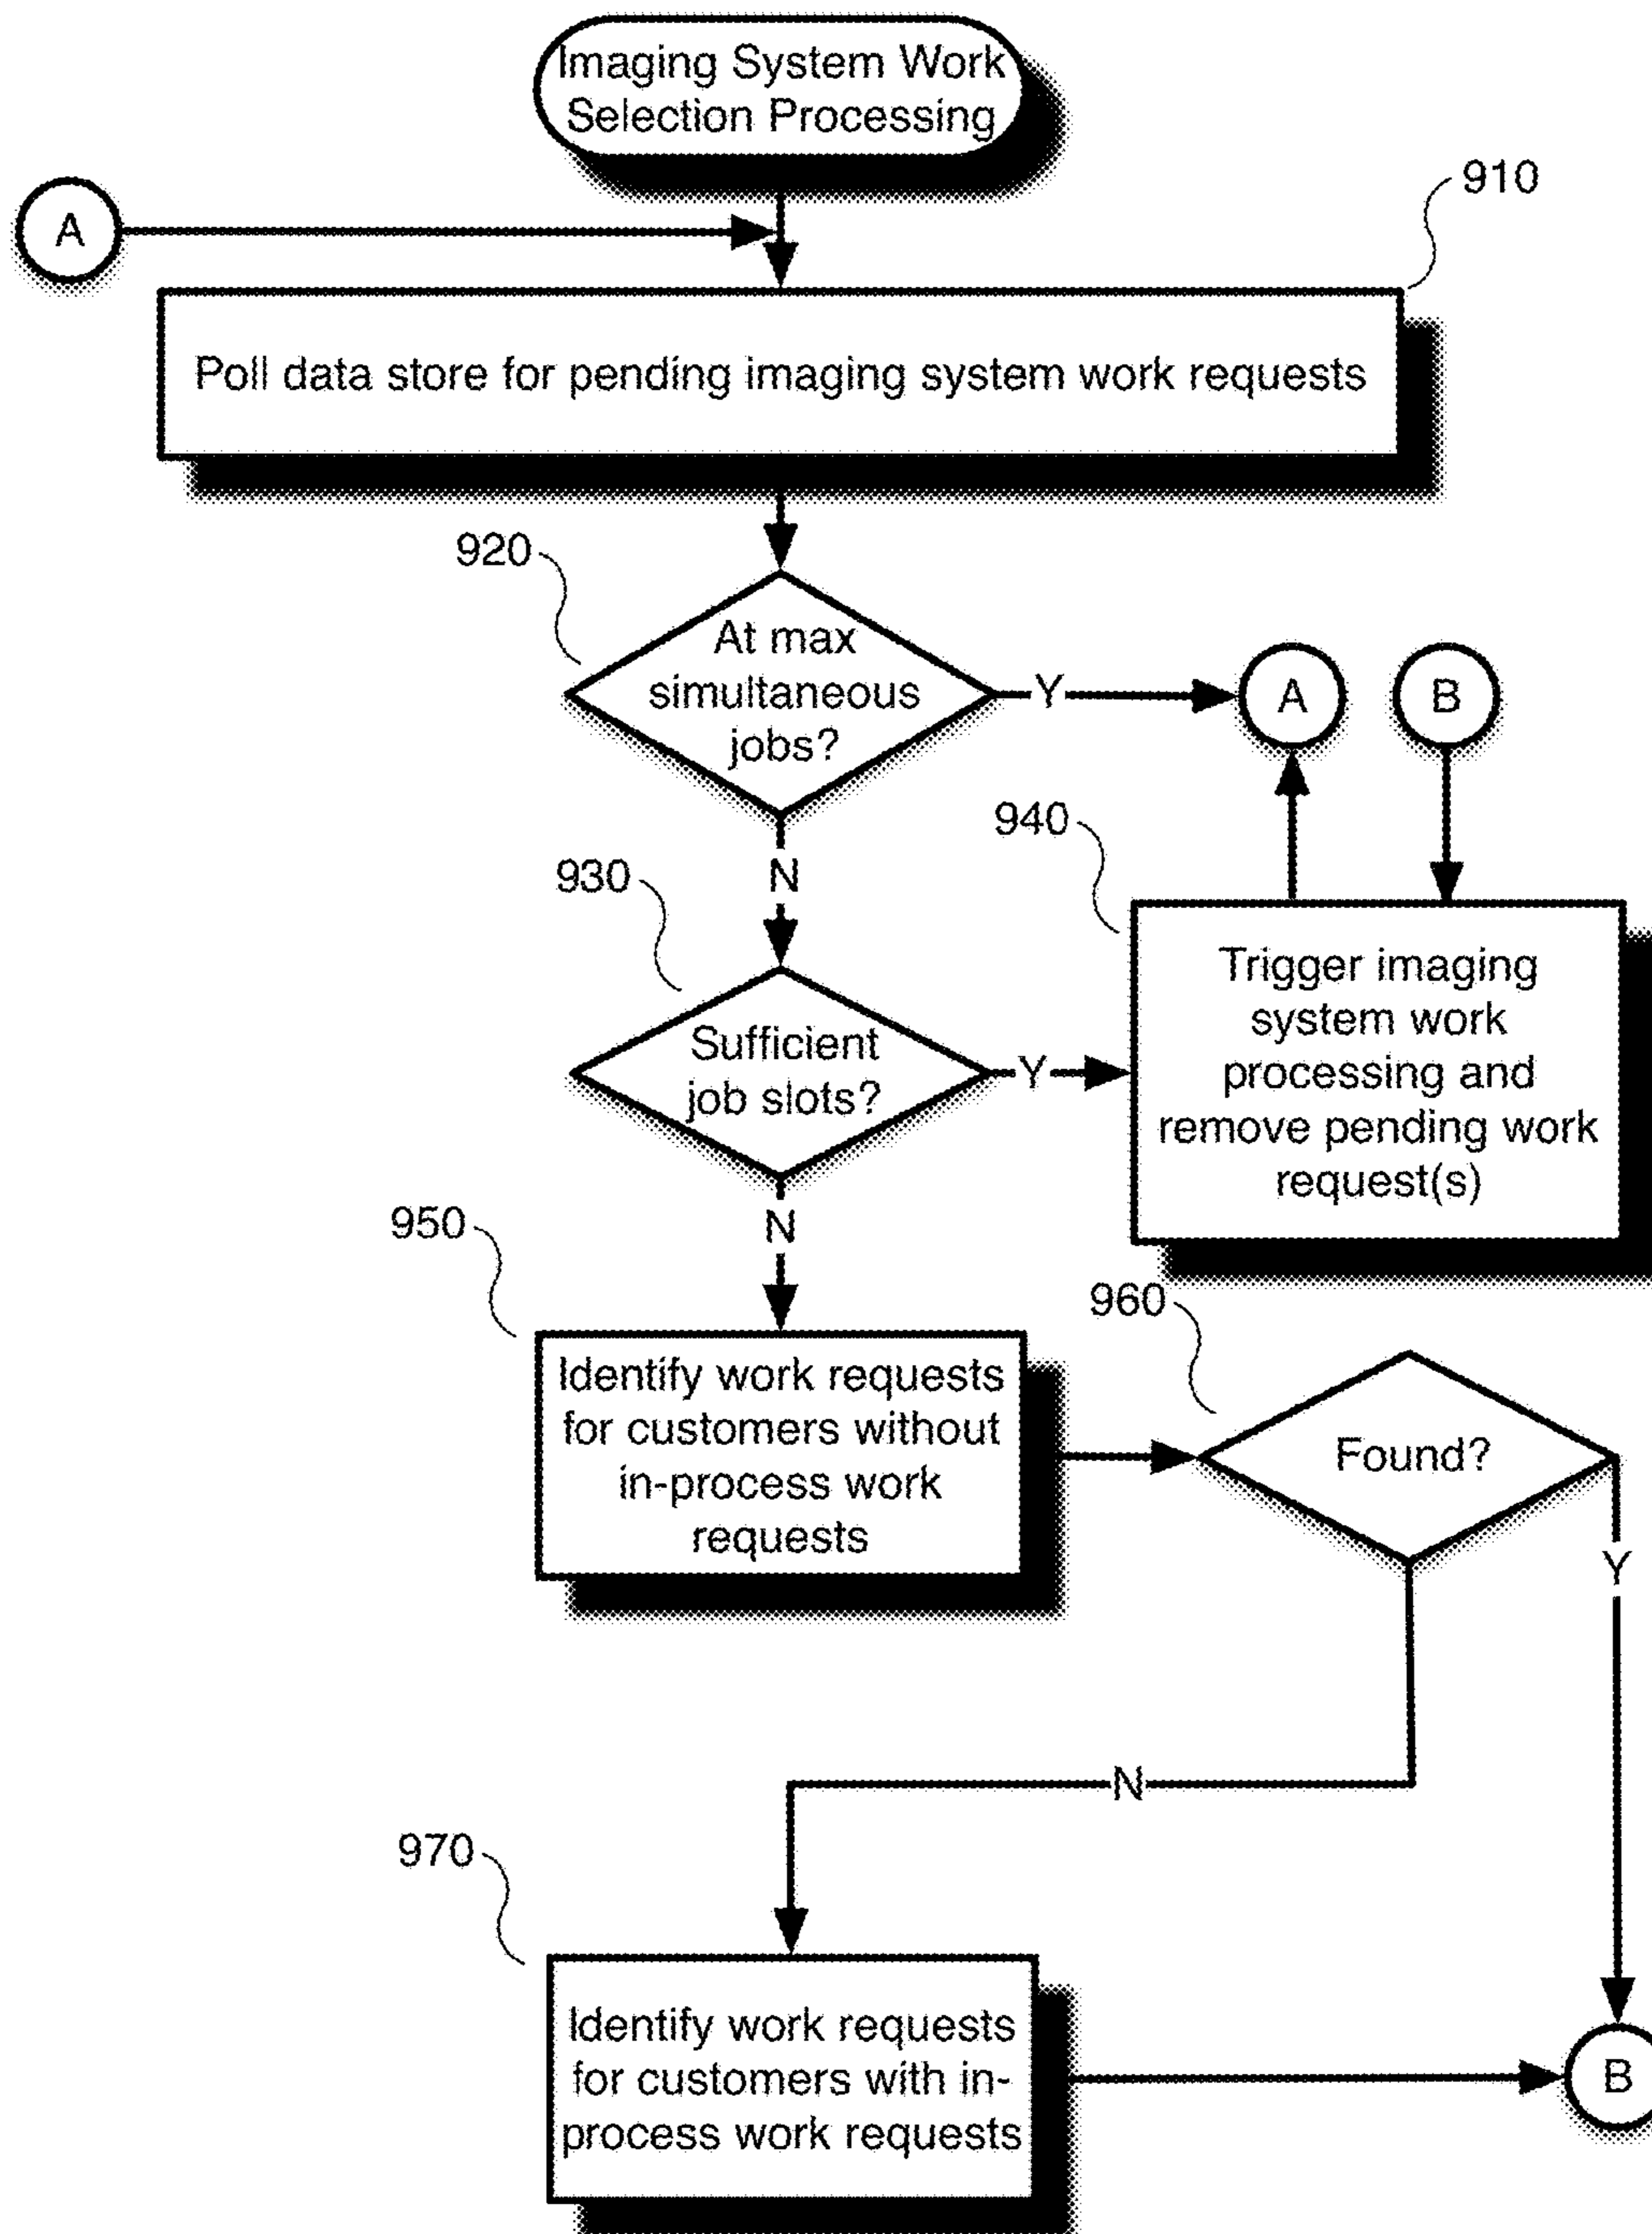 Imaging System Work
Selection Processing
A
910
Poll data store for pending imaging system work requests
920
At max
simultaneous
jobs?
Y
A
B
N
930
940
Sufficient
job slots?
Y
Trigger imaging
system work
processing and
remove pending work
request(s)
N
950
960
Identify work requests
for customers without
in-process work
requests
Found?
Y
N
970
Identify work requests
for customers with in-
process work requests
B